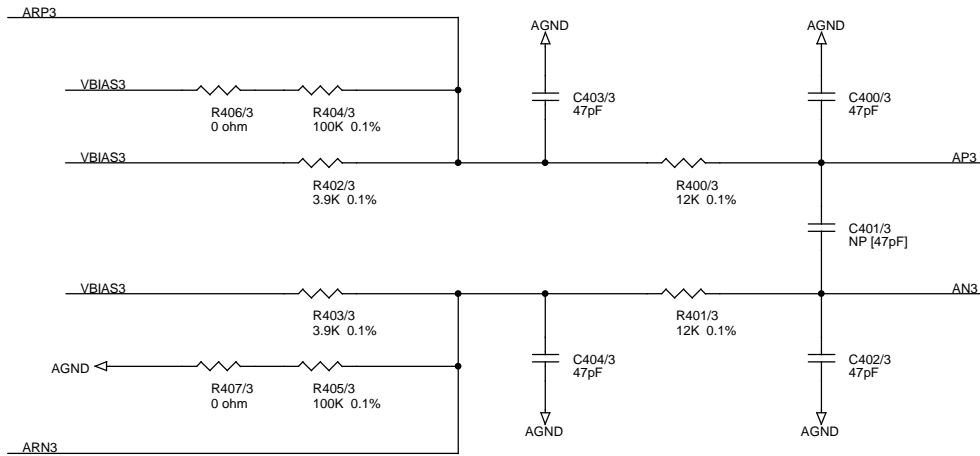 ARP3
AGND
AGND
VBIAS3
R406/3
0 ohm
R404/3
100K 0.1%
C403/3
47pF
C400/3
47pF
VBIAS3
R402/3
3.9K 0.1%
R400/3
12K 0.1%
AP3
C401/3
NP [47pF]
VBIAS3
R403/3
3.9K 0.1%
R401/3
12K 0.1%
AN3
AGND
R407/3
0 ohm
R405/3
100K 0.1%
C404/3
47pF
C402/3
47pF
AGND
AGND
ARN3